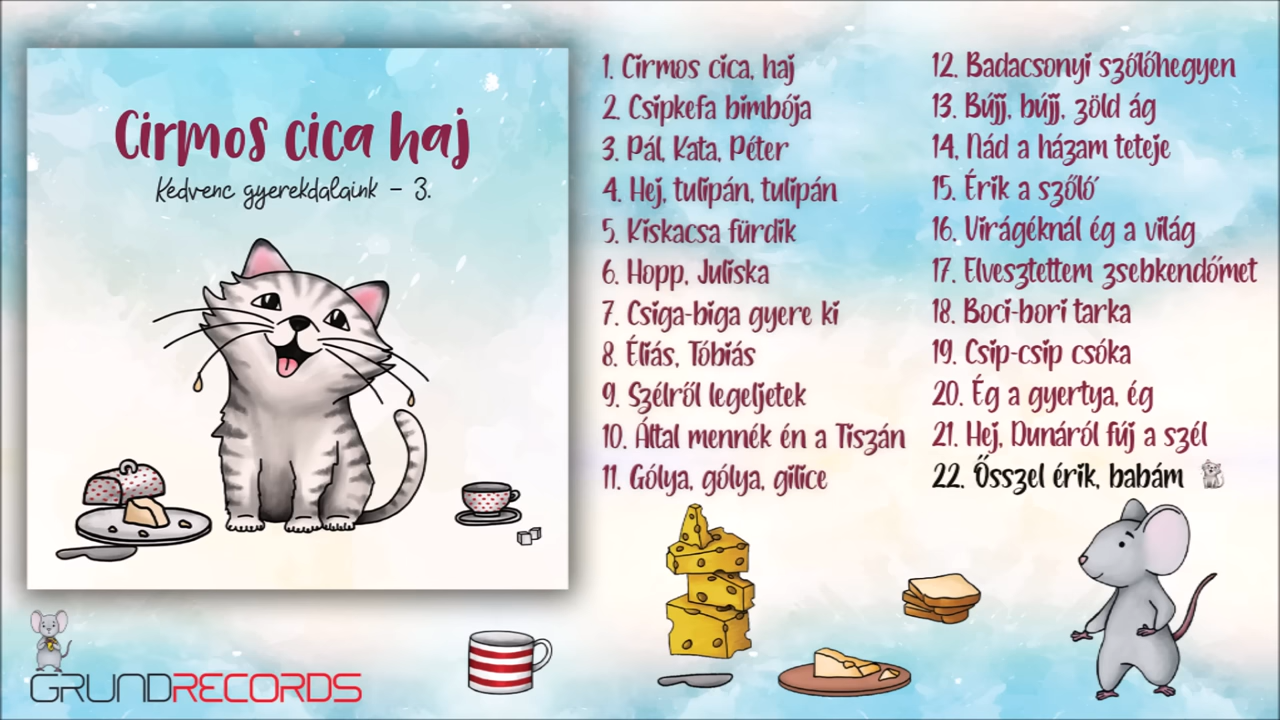 Cirmos cica haj
Kedvenc gyerekdalaink - 3.
1. Cirmos cica, haj
2. Csipkefa bimbója
3. Pál, Kata, Péter
4. Hej, tulipán, tulipán
5. Kiskacsa fürdik
6. Hopp, Juliska
7. Csiga-biga gyere ki
8. Éliás, Tóbiás
9. Szélről legeljetek
10. Által mennék én a Tiszán
11. Gólya, gólya, gilice
12. Badacsonyi szőlőhegyen
13. Bújj, bújj, zöld ág
14. Nád a házam teteje
15. Érik a szőlő
16. Virágéknál ég a világ
17. Elvesztettem zsebkendőmet
18. Boci-bori tarka
19. Csip-csip csóka
20. Ég a gyertya, ég
21. Hej, Dunáról fúj a szél
22. Ősszel érik, babám
GRUNDRECORDS